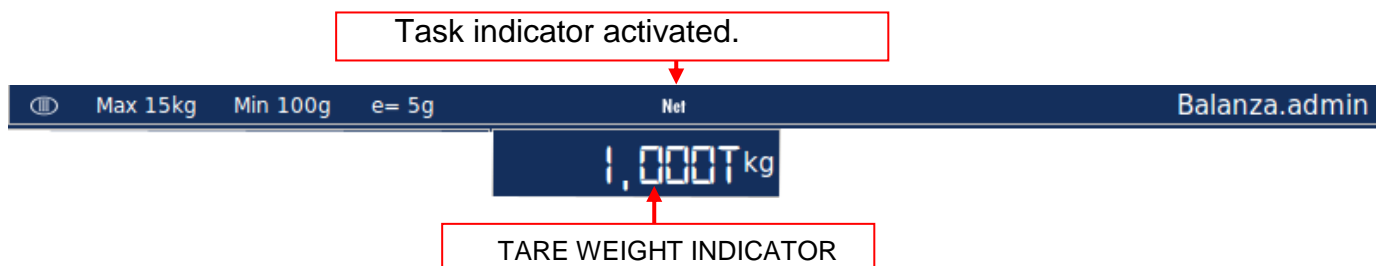 Task indicator activated.
Max 15kg Min 100g e= 5g Net Balanza.admin
1,000T kg
TARE WEIGHT INDICATOR